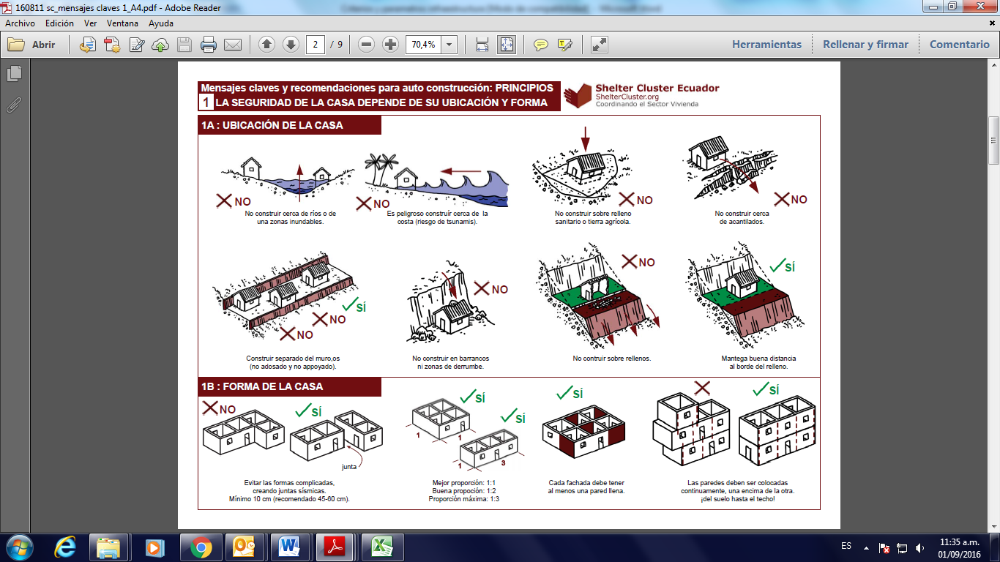 160811 sc_mensajes claves 1_A4.pdf - Adobe Reader
Archivo Edición Ver Ventana Ayuda
Abrir
2 / 9
70,4%
Herramientas
Rellenar y firmar
Comentario
Mensajes claves y recomendaciones para auto construcción: PRINCIPIOS
1 LA SEGURIDAD DE LA CASA DEPENDE DE SU UBICACIÓN Y FORMA
Shelter Cluster Ecuador
ShelterCluster.org
Coordinando el Sector Vivienda
1A : UBICACIÓN DE LA CASA
NO
No construir cerca de ríos o de
una zonas inundables.
NO
Es peligroso construír cerca de la
costa (riesgo de tsunamis).
NO
No construir sobre relleno
sanitario o tierra agrícola.
NO
No construir cerca
de acantilados.
SÍ
NO
NO
Construir separado del muro,os
(no adosado y no appoyado).
NO
No construir en barrancos
ni zonas de derrumbe.
NO
No contruir sobre rellenos.
SÍ
Mantega buena distancia
al borde del relleno.
1B : FORMA DE LA CASA
NO
SÍ
junta
Evitar las formas complicadas,
creando juntas sísmicas.
Mínimo 10 cm (recomendado 45-60 cm).
SÍ
1
1
SÍ
1
3
Mejor proporción: 1:1
Buena propoción: 1:2
Proporción máxima: 1:3
SÍ
Cada fachada debe tener
al menos una pared llena.
SÍ
Las paredes deben ser colocadas
continuamente, una encima de la otra.
¡del suelo hasta el techo!
ES
11:35 a.m.
01/09/2016